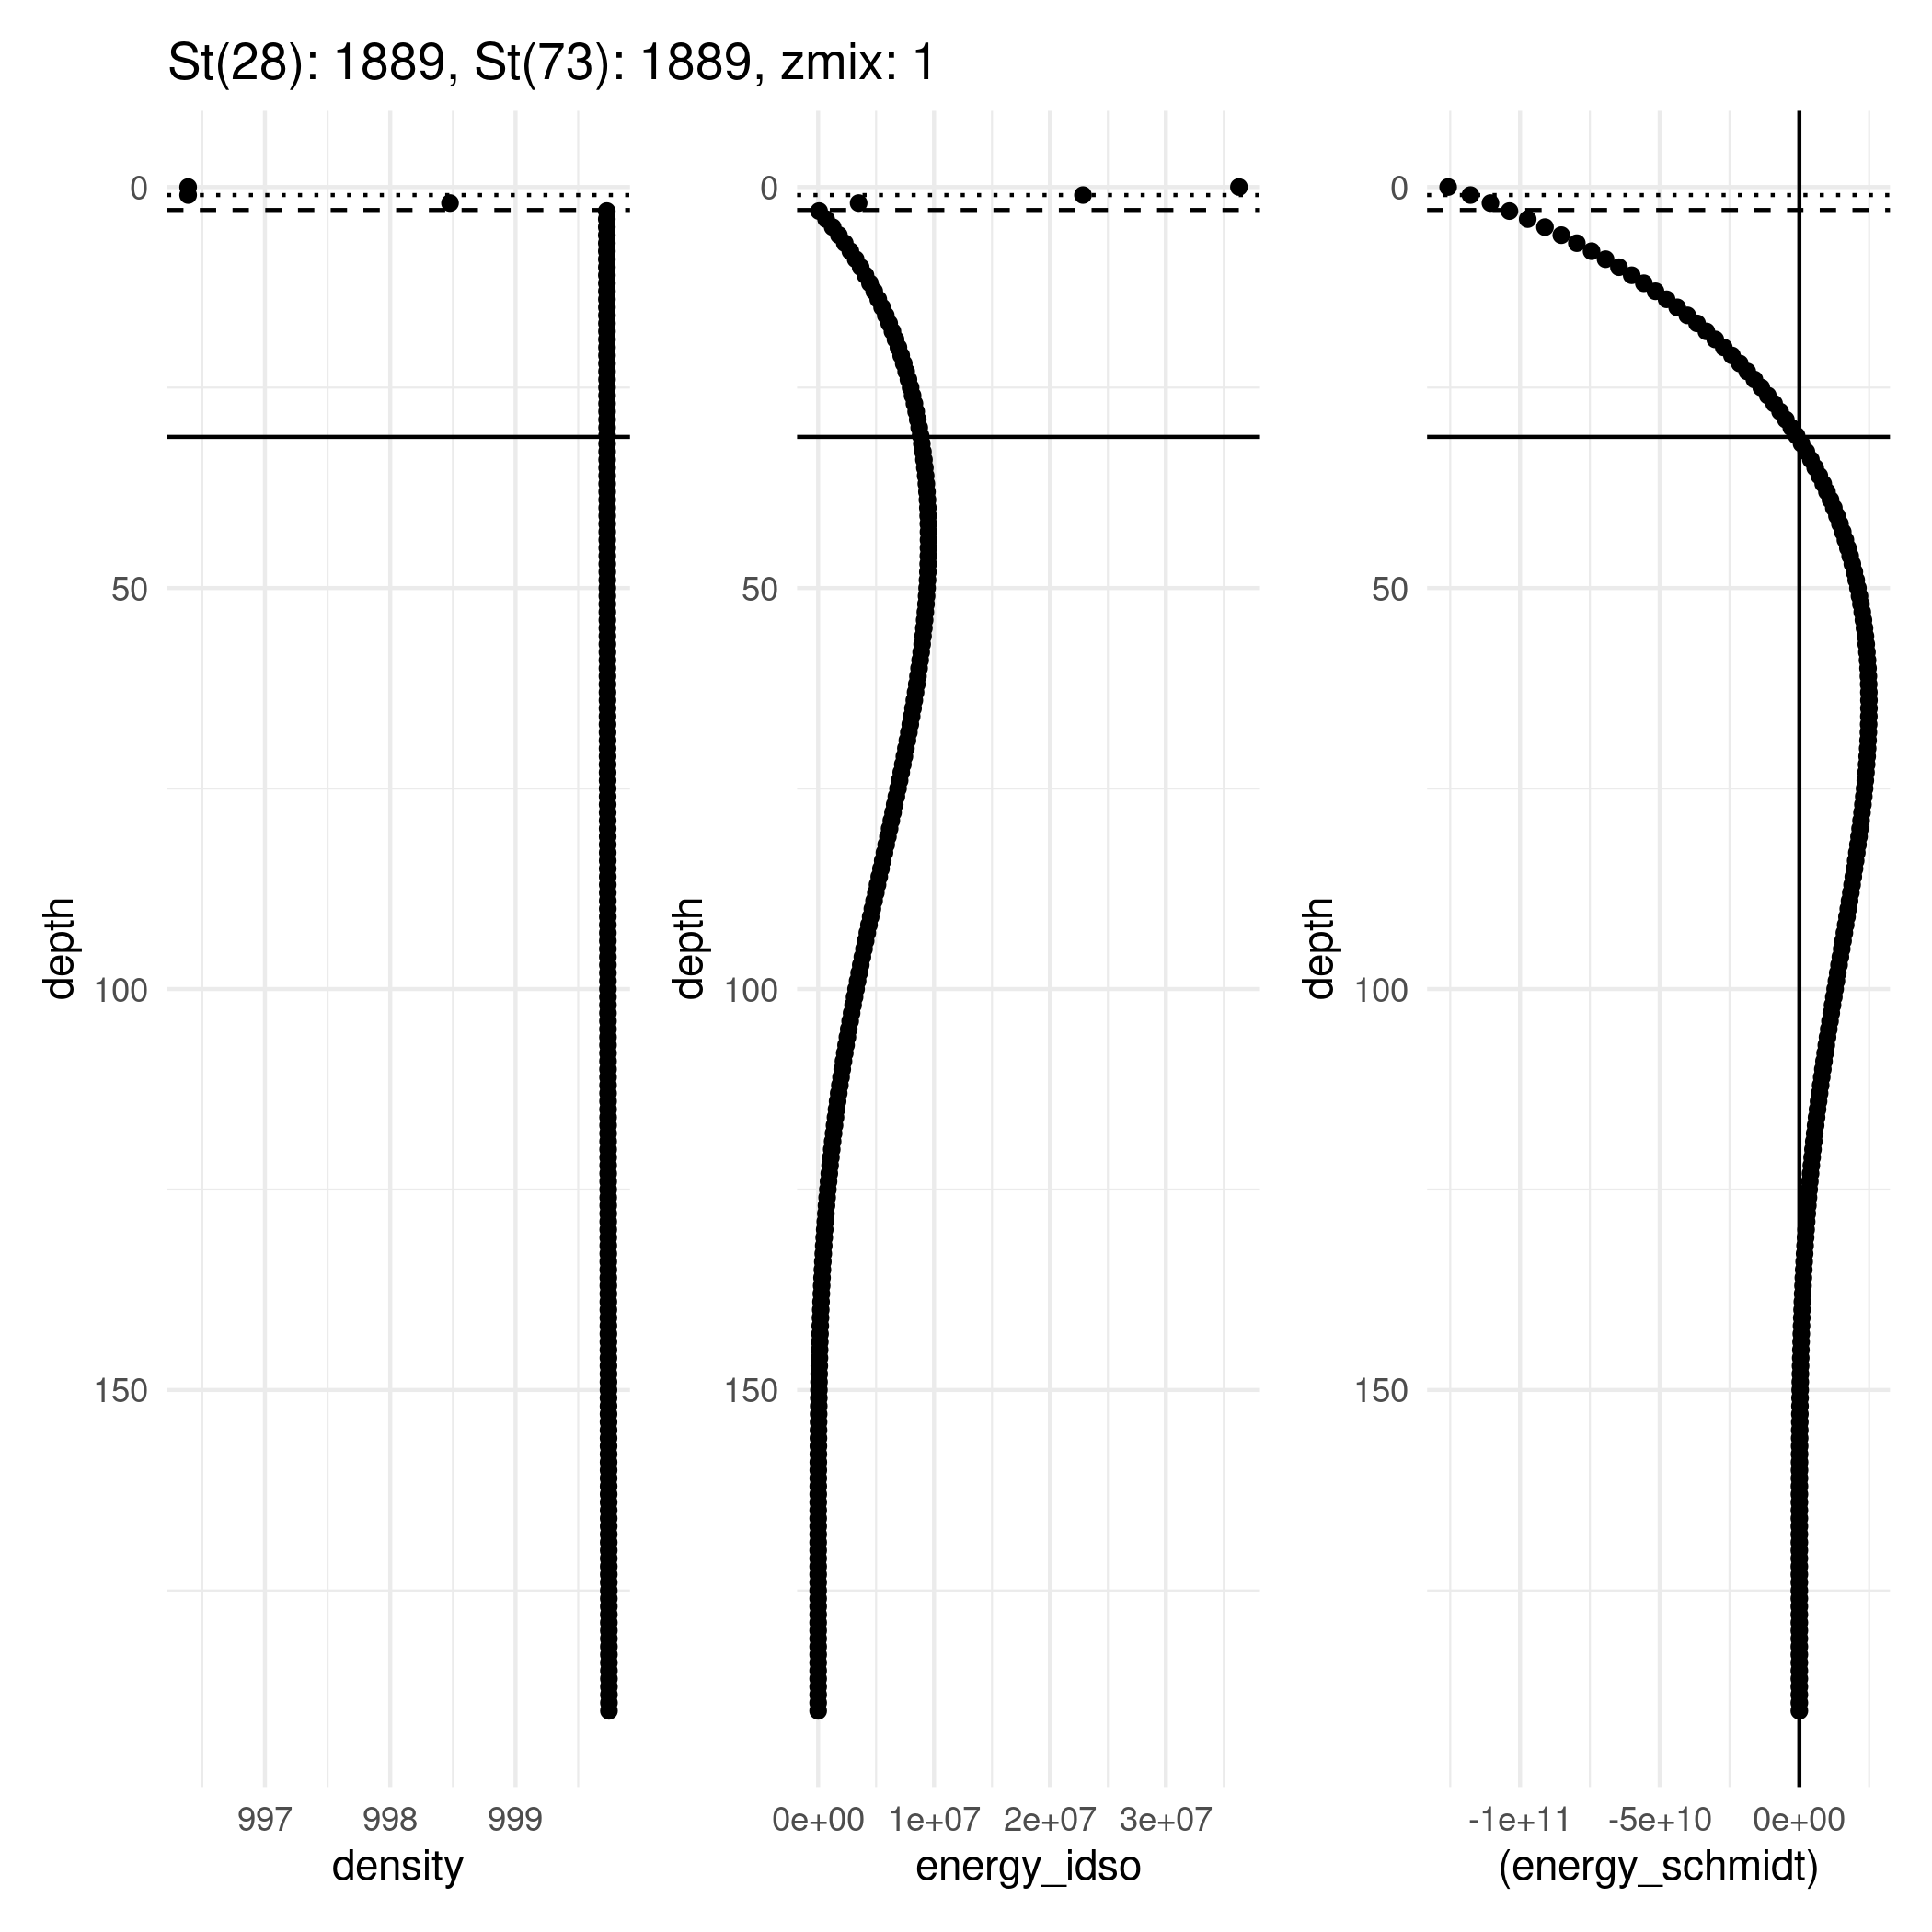 St(28): 1889, St(73): 1889, zmix: 1
0
50
100
150
depth
997 998 999
density
0
50
100
150
depth
0e+00 1e+07 2e+07 3e+07
energy_idso
0
50
100
150
depth
-1e+11 -5e+10 0e+00
(energy_schmidt)